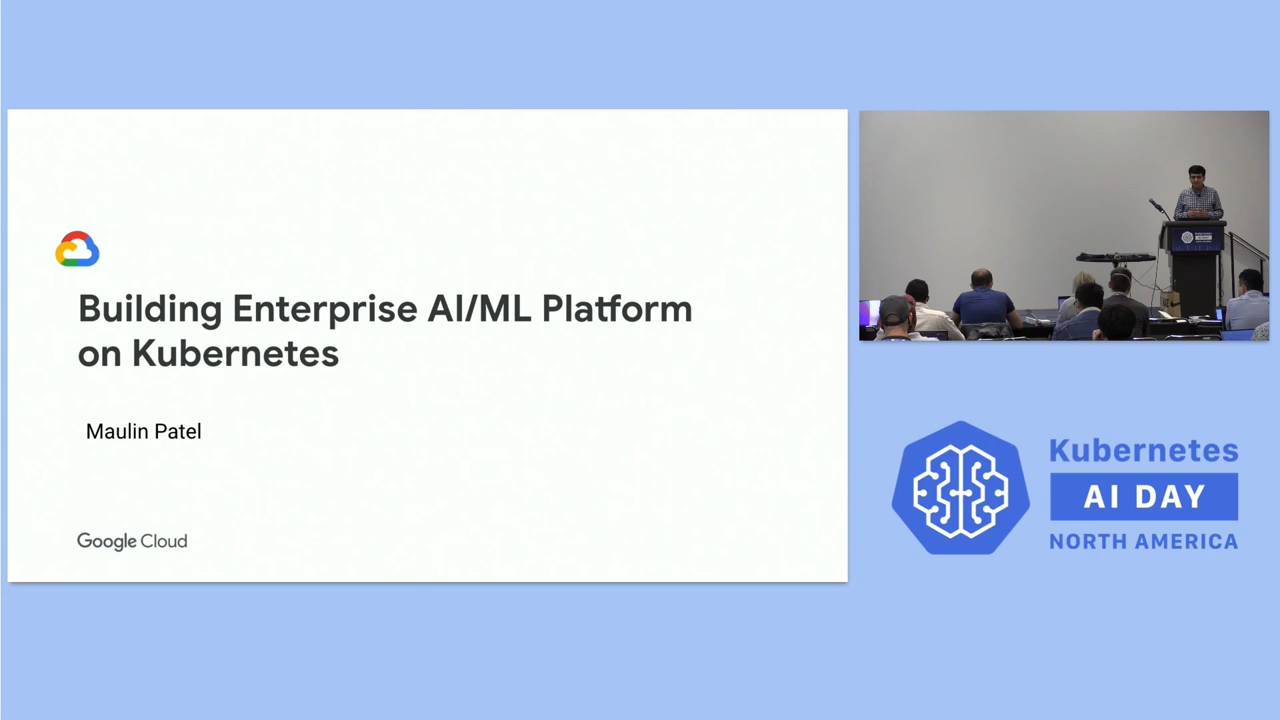 Building Enterprise AI/ML Platform
on Kubernetes
Maulin Patel
Google Cloud
Kubernetes
AI DAY
NORTH AMERICA